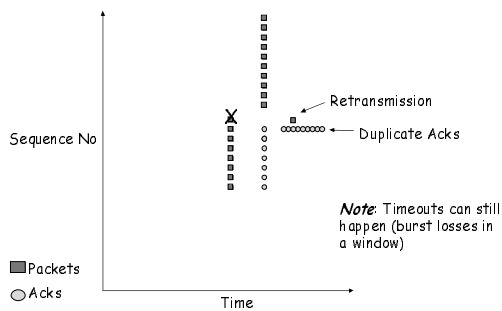 Retransmission
Sequence No
Duplicate Acks
Note: Timeouts can still
happen (burst losses in
a window)
Packets
Acks
Time